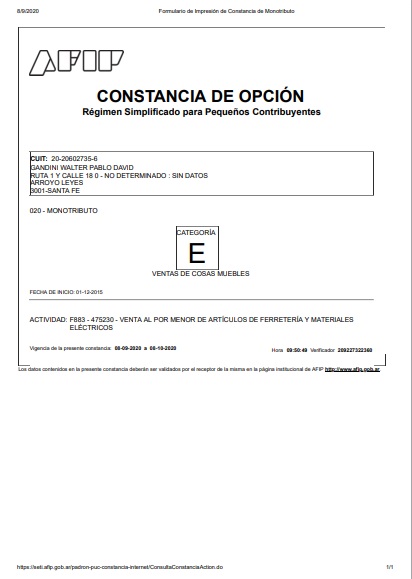 8/9/2020
Formulario de Impresión de Constancia de Monotributo
AFIP
CONSTANCIA DE OPCIÓN
Régimen Simplificado para Pequeños Contribuyentes
CUIT: 20-20602735-6
GANDINI WALTER PABLO DAVID
RUTA 1 Y CALLE 18 0 - NO DETERMINADO : SIN DATOS
ARROYO LEYES
3001-SANTA FE
020 - MONOTRIBUTO
CATEGORÍA
E
VENTAS DE COSAS MUEBLES
FECHA DE INICIO: 01-12-2015
ACTIVIDAD: F883 - 475230 - VENTA AL POR MENOR DE ARTÍCULOS DE FERRETERÍA Y MATERIALES
ELÉCTRICOS
Vigencia de la presente constancia: 08-09-2020 a 08-10-2020
Hora 09:50:49 Verificador 209227322360
Los datos contenidos en la presente constancia deberán ser validados por el receptor de la misma en la página institucional de AFIP http://www.afip.gob.ar.
https://seti.afip.gob.ar/padron-puc-constancia-internet/ConsultaConstanciaAction.do
1/1